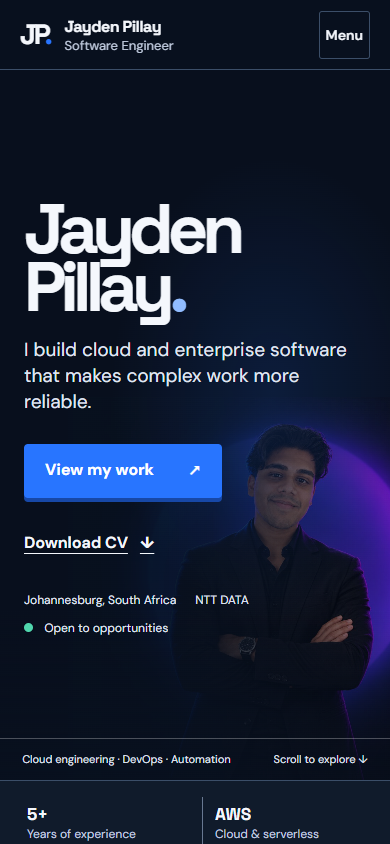 JP.
Jayden Pillay
Software Engineer
Menu
Jayden
Pillay.
I build cloud and enterprise software
that makes complex work more
reliable.
View my work ↗
Download CV ↓
Johannesburg, South Africa NTT DATA
Open to opportunities
Cloud engineering · DevOps · Automation Scroll to explore ↓
5+ AWS
Years of experience Cloud & serverless